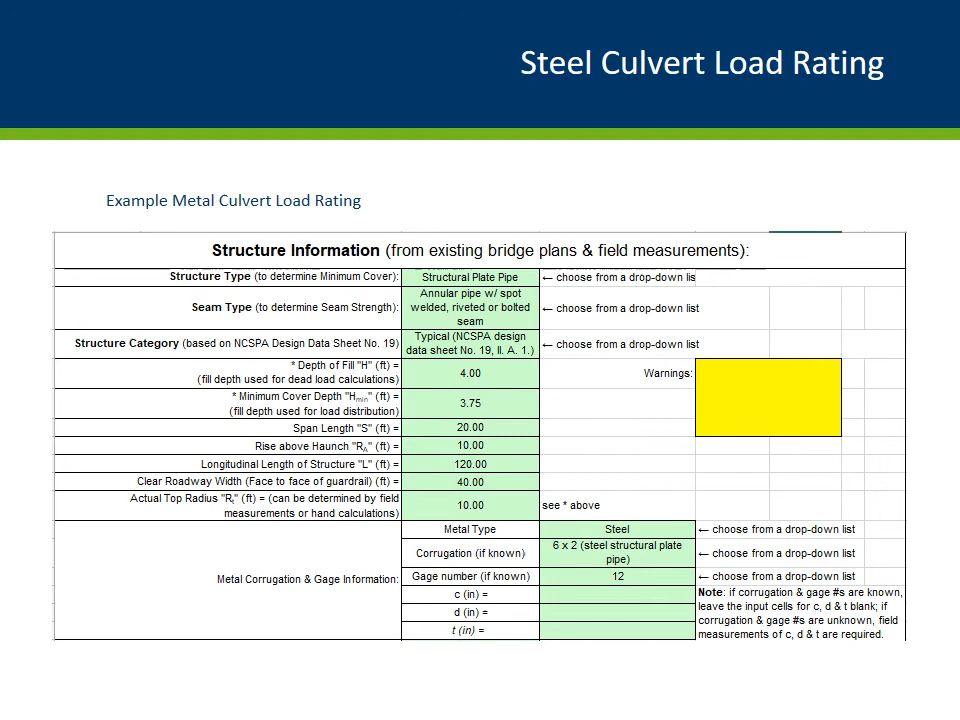 Steel Culvert Load Rating
Example Metal Culvert Load Rating
Structure Information (from existing bridge plans & field measurements):
Structure Type (to determine Minimum Cover):
Structural Plate Pipe
← choose from a drop-down lis
Seam Type (to determine Seam Strength):
Annular pipe w/ spot
welded, riveted or bolted
seam
← choose from a drop-down list
Structure Category (based on NCSPA Design Data Sheet No. 19)
Typical (NCSPA design
data sheet No. 19, II. A. 1.)
← choose from a drop-down list
* Depth of Fill "H" (ft) =
(fill depth used for dead load calculations)
4.00
Warnings:
* Minimum Cover Depth "Hmin" (ft) =
(fill depth used for load distribution)
3.75
Span Length "S" (ft) =
20.00
Rise above Haunch "RA" (ft) =
10.00
Longitudinal Length of Structure "L" (ft) =
120.00
Clear Roadway Width (Face to face of guardrail) (ft) =
40.00
Actual Top Radius "Rt" (ft) = (can be determined by field
measurements or hand calculations)
10.00
see * above
Metal Corrugation & Gage Information:
Metal Type
Steel
← choose from a drop-down list
Corrugation (if known)
6 x 2 (steel structural plate
pipe)
← choose from a drop-down list
Gage number (if known)
12
← choose from a drop-down list
c (in) =
d (in) =
t (in) =
Note: if corrugation & gage #s are known,
leave the input cells for c, d & t blank; if
corrugation & gage #s are unknown, field
measurements of c, d & t are required.